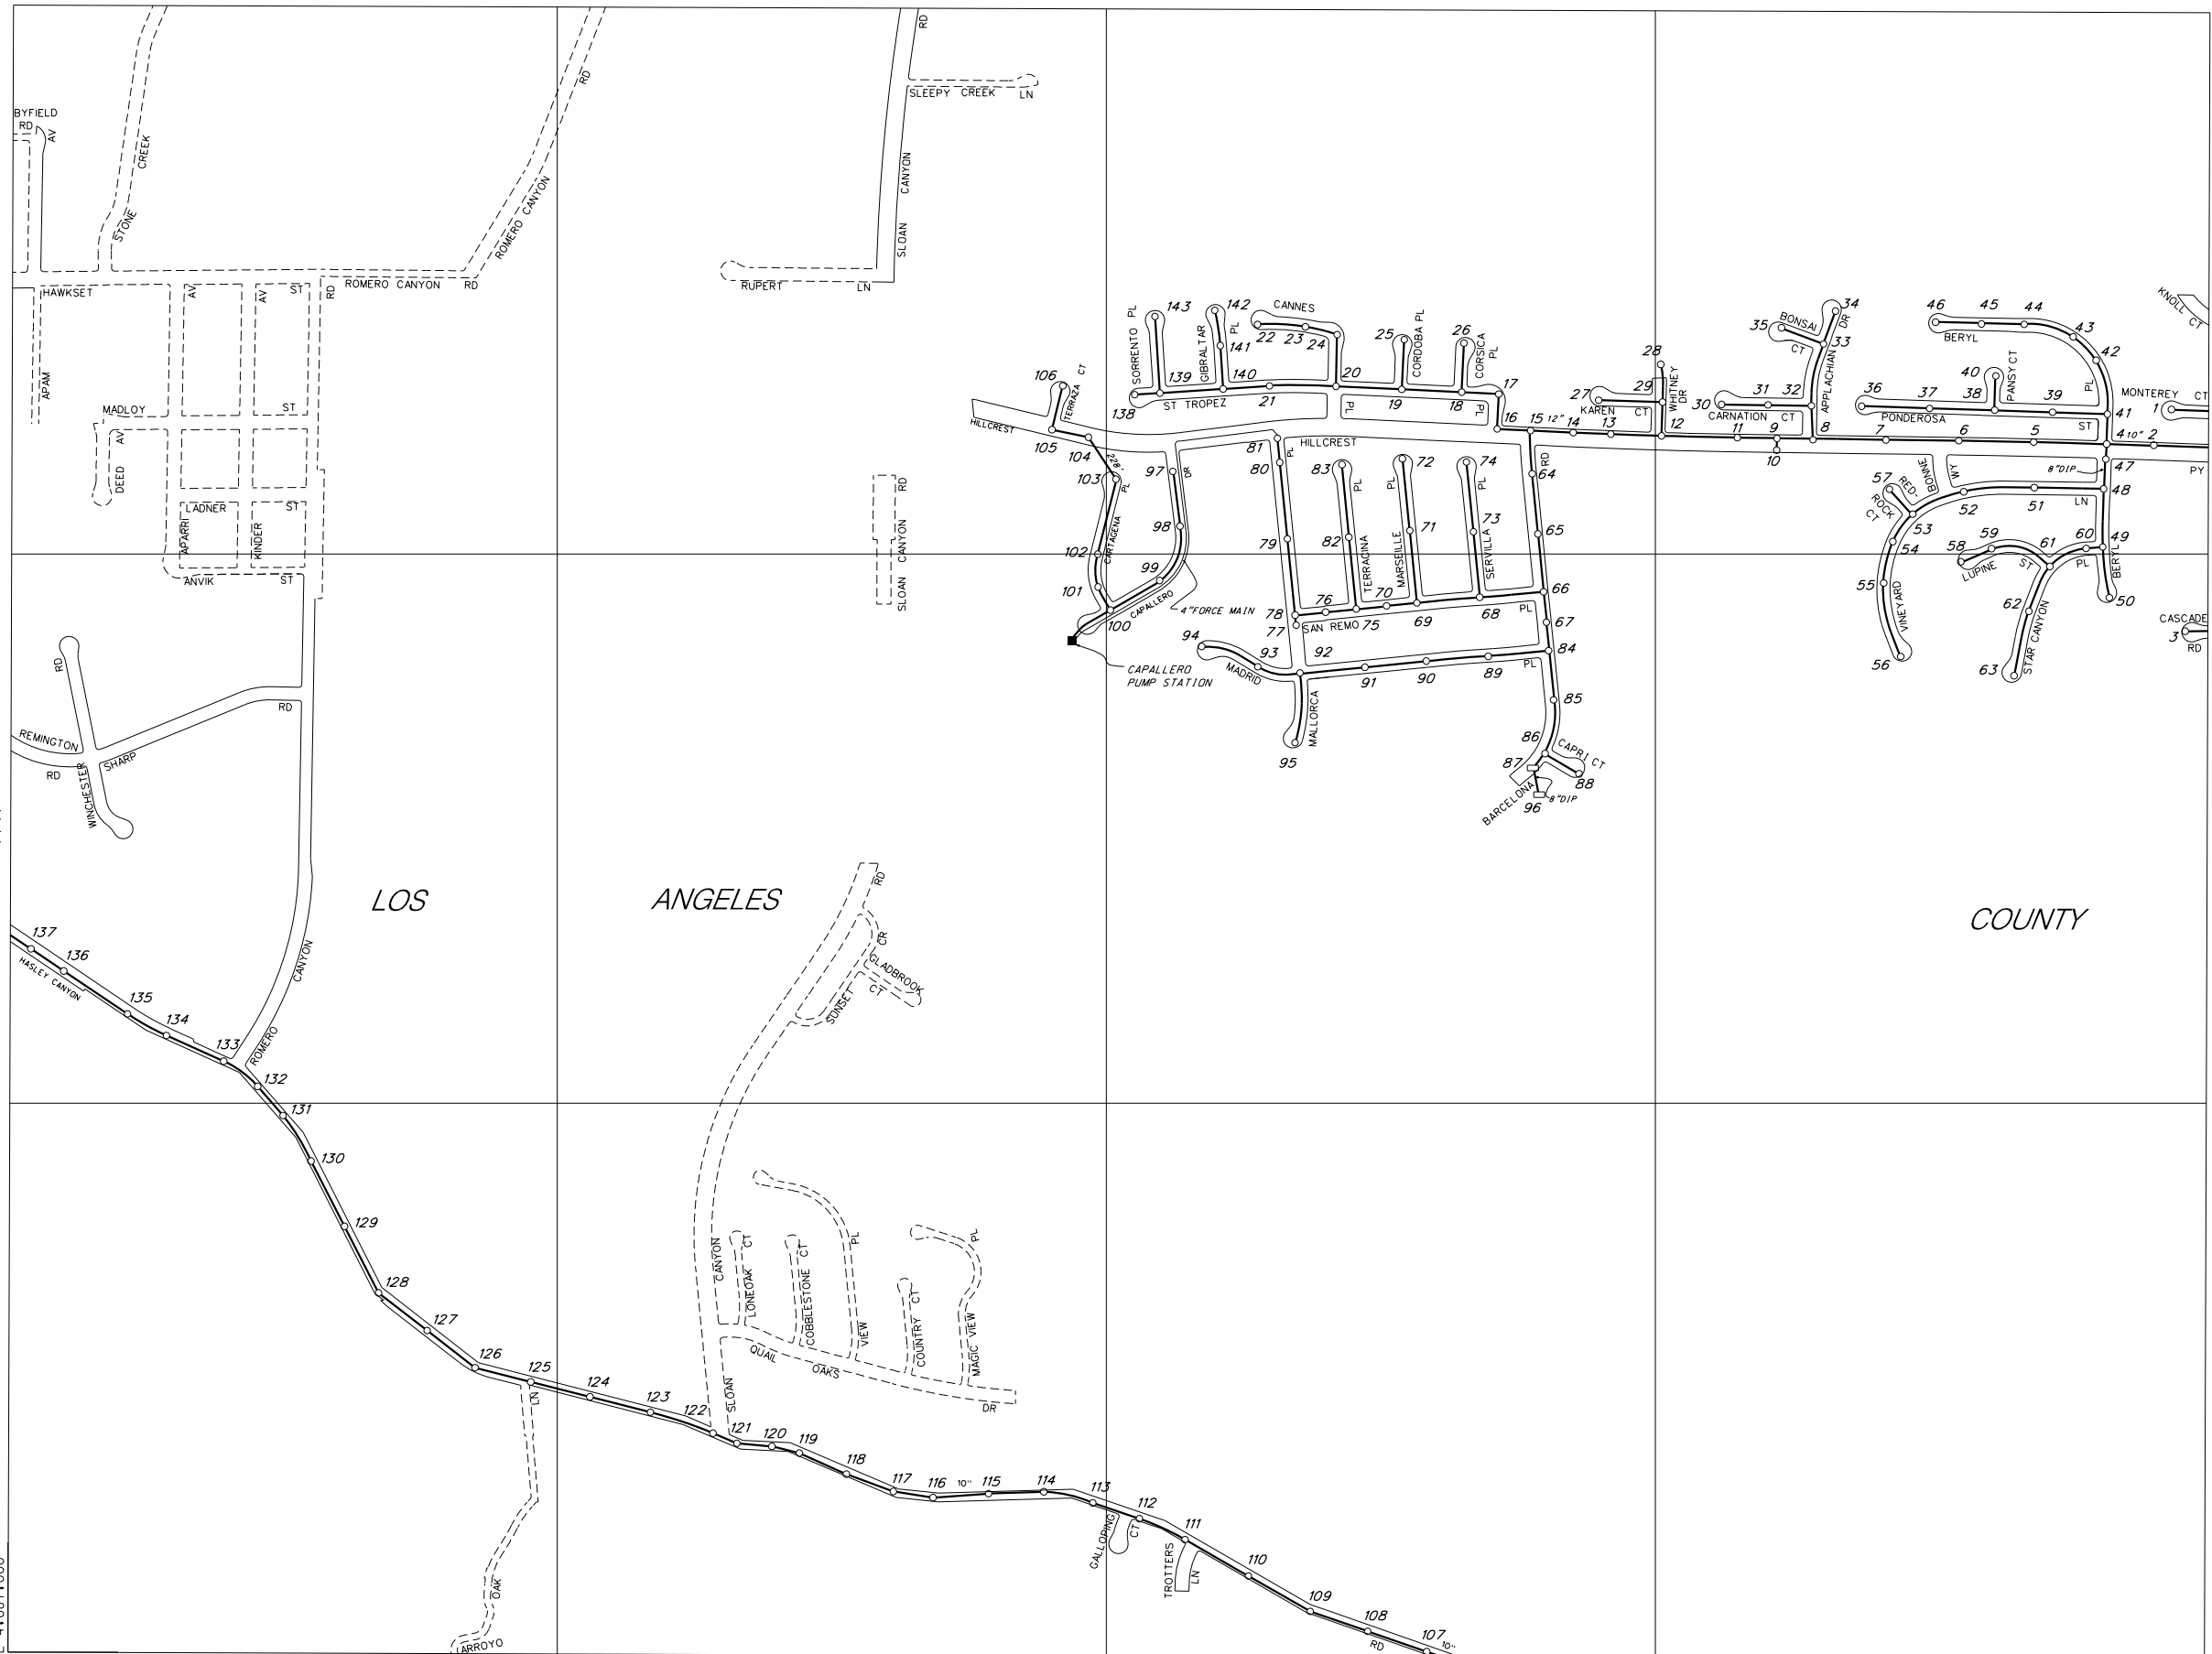 BYFIELD
RD
AV
CREEK
STONE
RD
ROMERO CANYON
ROMERO CANYON RD
HAWKSET
AV
AV
ST
RD
APAM
MADLOY
ST
AV
DEED
LADNER
ST
APARRI
KINDER
ANVIK
ST
RD
SLEEPY CREEK LN
SLOAN CANYON
RUPERT LN
SLOAN CANYON RD
KNOLL CT
143
142
CANNES
SORRENTO PL
GIBRALTAR PL
22
23
24
141
25
CORDOBA PL
26
CORSICA PL
28
35
BONSAI CT
34
DR
33
APPLACHIAN
46
45
44
43
42
BERYL
PL
40
PANSY CT
106
TERRAZA CT
139
140
20
17
138
ST TROPEZ
21
PL
19
18
PL
27
29
WHITNEY DR
KAREN CT
30
31
32
CARNATION CT
36
37
38
39
41
PONDEROSA
ST
MONTEREY CT
1
HILLCREST
105
104
228'
103
PL
81
PL
HILLCREST
16
15
12"
14
13
12
11
9
8
7
6
5
4
10"
2
10
PY
97
DR
80
83
PL
72
PL
74
PL
RD
64
8"DIP
47
48
57
RED-
ROCK
CT
BONNE
WY
LN
51
52
53
98
79
82
71
73
65
102
CARTAGENA
54
58
59
61
60
49
LUPINE
ST
PL
BERYL
50
101
99
CAPALLERO
100
4"FORCE MAIN
TERRACINA
MARSEILLE
SERVILLA
66
78
76
70
69
68
PL
77
SAN REMO
75
67
55
VINEYARD
56
62
STAR CANYON
63
CASCADE
3
RD
94
93
92
84
MADRID
91
90
89
PL
CAPALLERO
PUMP STATION
95
MALLORCA
85
86
CAPRI CT
87
88
BARCELONA
8"DIP
96
RD
RD
REMINGTON
RD
SHARP
WINCHESTER
LOS
ANGELES
COUNTY
RD
CR
GLADBROOK
CT
SUNSET
CANYON
ROMERO
137
136
HASLEY CANYON
135
134
133
132
131
130
129
128
127
126
125
124
123
122
121
120
119
118
117
116
10"
115
114
113
112
111
110
109
108
107
10"
RD
CANYON
LONEOAK CT
COBBLESTONE CT
PL
VIEW
COUNTRY CT
PL
MAGIC VIEW
QUAIL OAKS
DR
SLOAN
LN
OAK
ARROYO
GALLOPING
CT
TROTTERS
LN